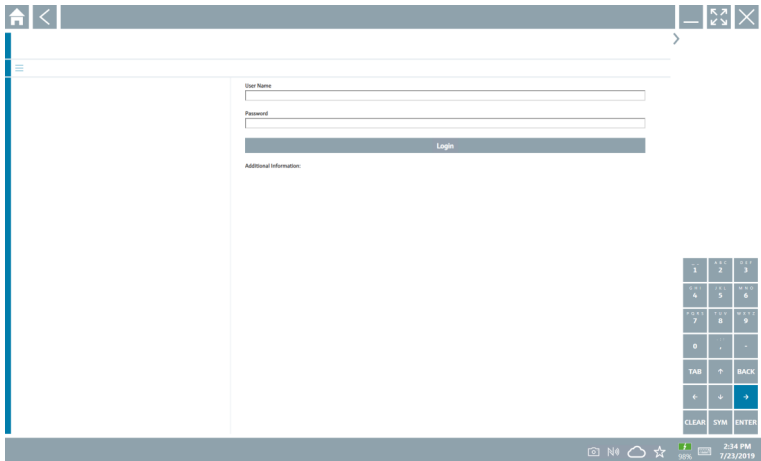 User Name
Password
Login
Additional Information:
1
ABC
2
DEF
3
GHI
4
JKL
5
MNO
6
PQRS
7
TUV
8
WXYZ
9
0
.
-
TAB ↑ BACK
← ↓ →
CLEAR SYM ENTER
98%
2:34 PM
7/23/2019